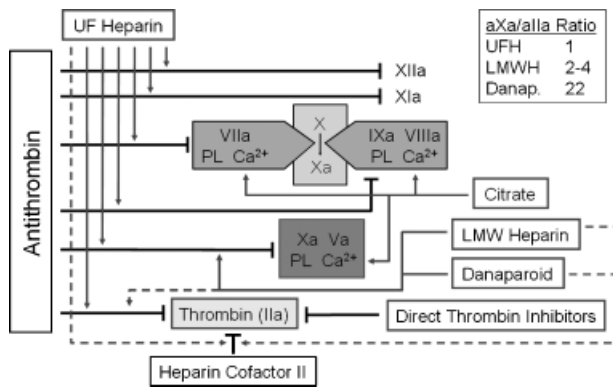 UF Heparin
aXa/aIIa Ratio
UFH 1
LMWH 2-4
Danap. 22
Antithrombin
XIIa
XIa
VIIa
PL Ca²⁺
X
Xa
IXa VIIIa
PL Ca²⁺
Citrate
Xa Va
PL Ca²⁺
LMW Heparin
Danaparoid
Thrombin (IIa)
Direct Thrombin Inhibitors
Heparin Cofactor II